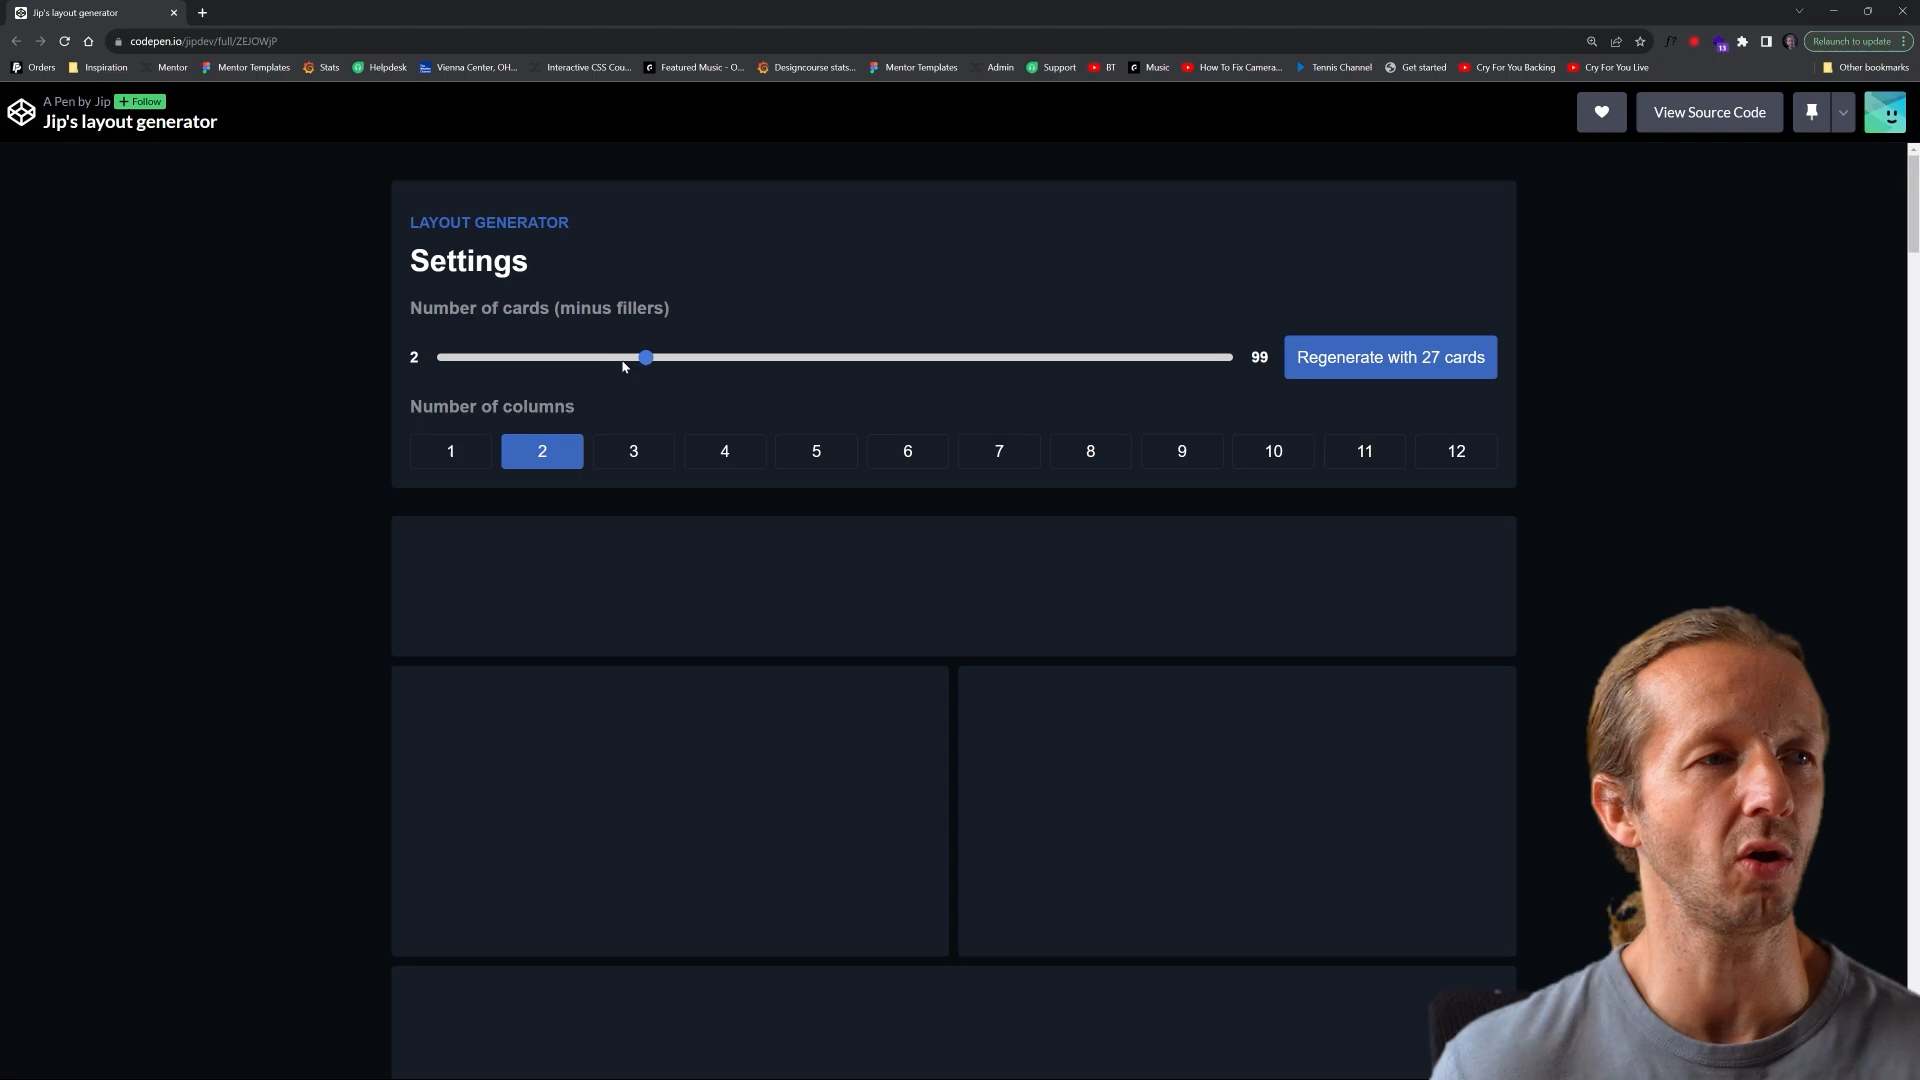 Jip's layout generator
codepen.io/jipdev/full/ZEJOWjP
f?
13
Relaunch to update
Orders
Inspiration
Mentor
Mentor Templates
Stats
Helpdesk
Vienna Center, OH...
Interactive CSS Cou...
Featured Music - O...
Designcourse stats...
Mentor Templates
Admin
Support
BT
Music
How To Fix Camera...
Tennis Channel
Get started
Cry For You Backing
Cry For You Live
Other bookmarks
A Pen by Jip
+ Follow
Jip's layout generator
View Source Code
LAYOUT GENERATOR
Settings
Number of cards (minus fillers)
2
99
Regenerate with 27 cards
Number of columns
1 2 3 4 5 6 7 8 9 10 11 12